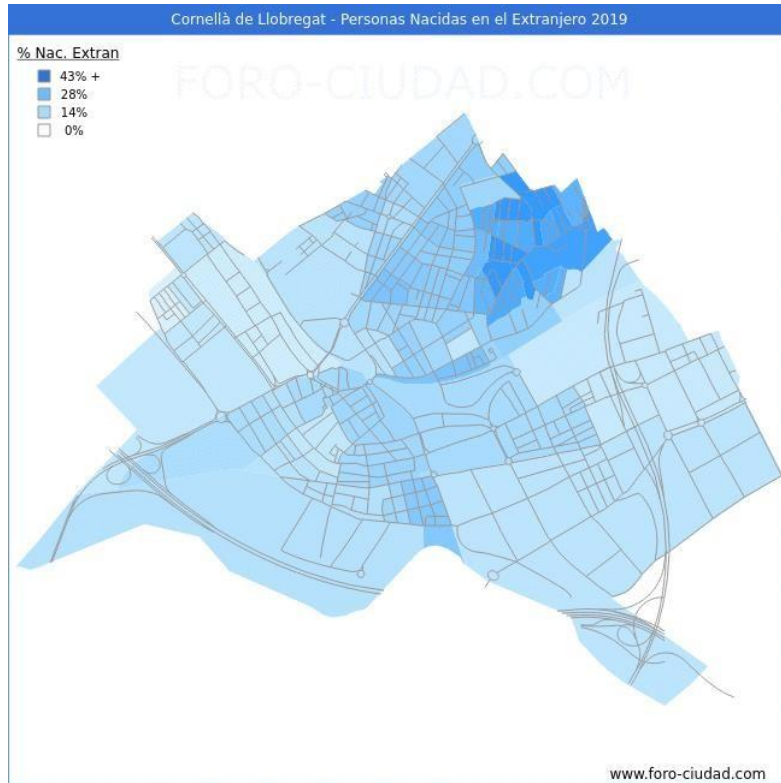 Cornellà de Llobregat - Personas Nacidas en el Extranjero 2019
% Nac. Extran
FORO-CIUDAD.COM
43% +
28%
14%
0%
www.foro-ciudad.com